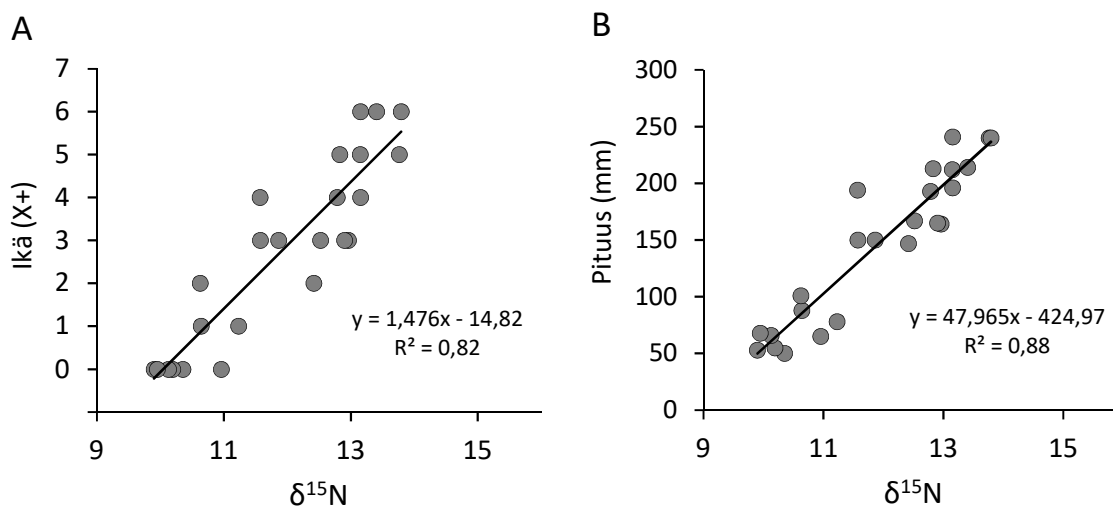 A
7
6
5
4
3
2
1
0
Ikä (X+)
y = 1,476x - 14,82
R² = 0,82
9 11 13 15
δ¹⁵N
B
300
250
200
150
100
50
0
Pituus (mm)
y = 47,965x - 424,97
R² = 0,88
9 11 13 15
δ¹⁵N